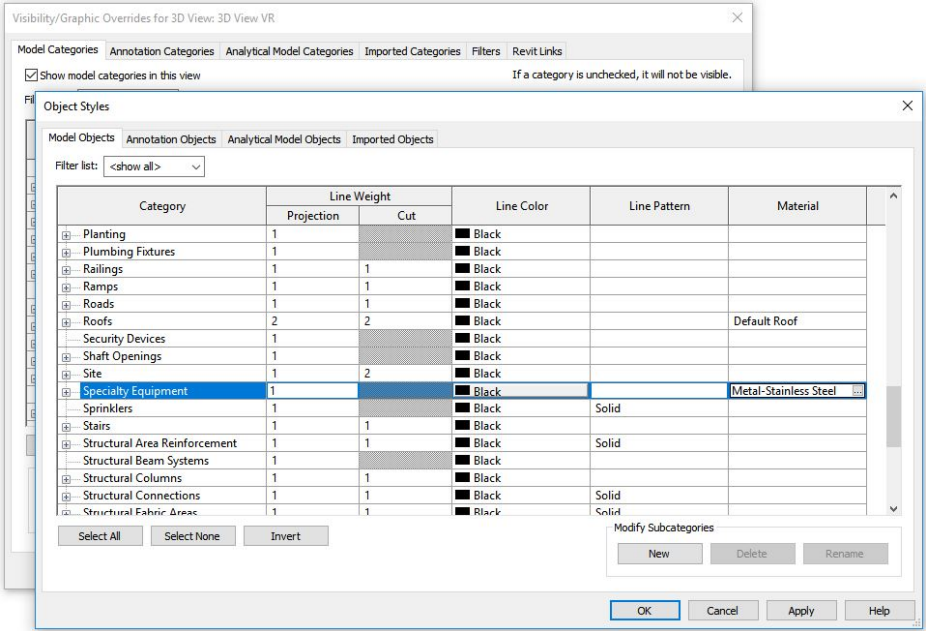 Visibility/Graphic Overrides for 3D View: 3D View VR
Model Categories Annotation Categories Analytical Model Categories Imported Categories Filters Revit Links
Show model categories in this view If a category is unchecked, it will not be visible.
Object Styles
Model Objects Annotation Objects Analytical Model Objects Imported Objects
Filter list: <show all>
Category Line Weight Line Color Line Pattern Material
Projection Cut
Planting 1 Black
Plumbing Fixtures 1 Black
Railings 1 1 Black
Ramps 1 1 Black
Roads 1 1 Black
Roofs 2 2 Black Default Roof
Security Devices 1 Black
Shaft Openings 1 Black
Site 1 2 Black
Specialty Equipment 1 Black Metal-Stainless Steel ...
Sprinklers 1 Black Solid
Stairs 1 1 Black
Structural Area Reinforcement 1 1 Black Solid
Structural Beam Systems 1 Black
Structural Columns 1 1 Black
Structural Connections 1 1 Black Solid
Structural Fabric Areas 1 1 Black Solid
Select All Select None Invert
Modify Subcategories
New Delete Rename
OK Cancel Apply Help